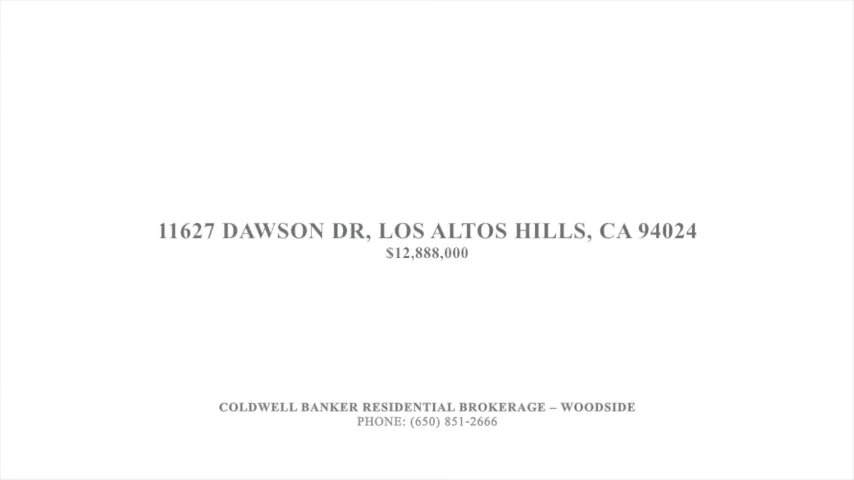 11627 DAWSON DR, LOS ALTOS HILLS, CA 94024
$12,888,000
COLDWELL BANKER RESIDENTIAL BROKERAGE – WOODSIDE
PHONE: (650) 851-2666